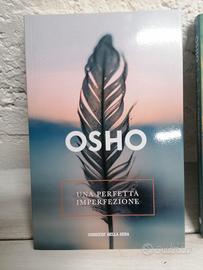 OSHO
UNA PERFETTA
IMPERFEZIONE
CORRIERE DELLA SERA